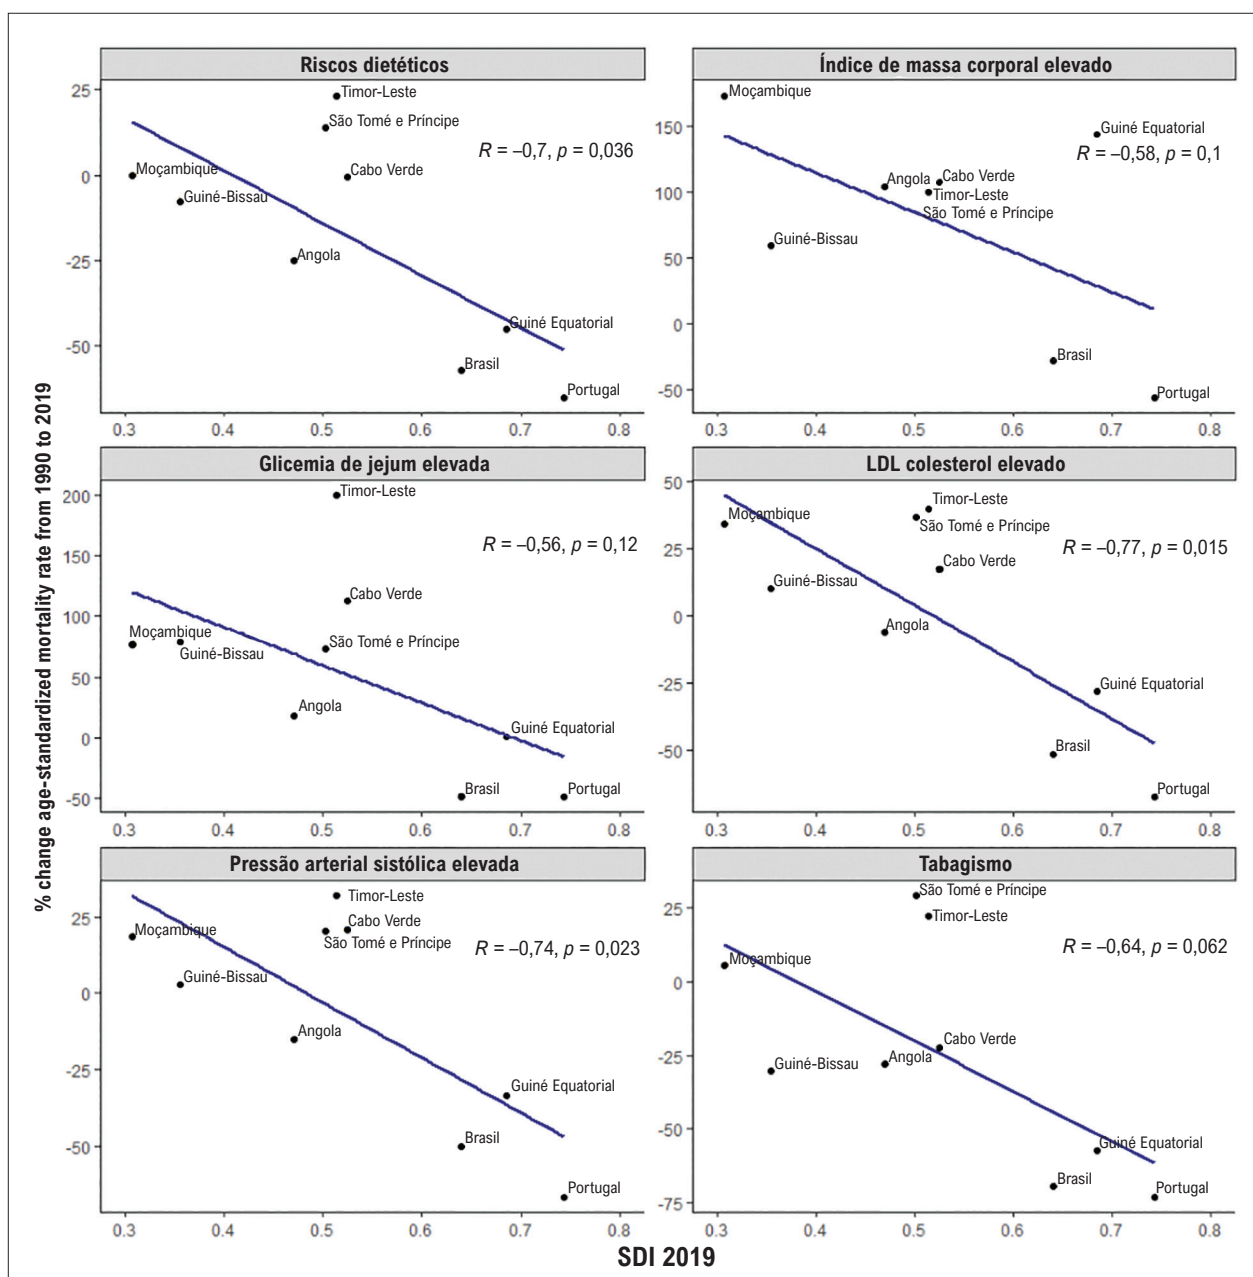 % change age-standardized mortality rate from 1990 to 2019
Riscos dietéticos
25
0
-25
-50
Timor-Leste
São Tomé e Príncipe
R = –0,7, p = 0,036
Moçambique
Cabo Verde
Guiné-Bissau
Angola
Guiné Equatorial
Brasil
Portugal
0.3 0.4 0.5 0.6 0.7 0.8
Índice de massa corporal elevado
150
100
50
0
-50
Moçambique
Guiné Equatorial
R = –0,58, p = 0,1
Angola
Cabo Verde
Timor-Leste
São Tomé e Príncipe
Guiné-Bissau
Brasil
Portugal
0.3 0.4 0.5 0.6 0.7 0.8
Glicemia de jejum elevada
200
150
100
50
0
-50
Timor-Leste
R = –0,56, p = 0,12
Cabo Verde
Moçambique
São Tomé e Príncipe
Guiné-Bissau
Angola
Guiné Equatorial
Brasil
Portugal
0.3 0.4 0.5 0.6 0.7 0.8
LDL colesterol elevado
50
25
0
-25
-50
Timor-Leste
Moçambique
São Tomé e Príncipe
R = –0,77, p = 0,015
Cabo Verde
Guiné-Bissau
Angola
Guiné Equatorial
Brasil
Portugal
0.3 0.4 0.5 0.6 0.7 0.8
Pressão arterial sistólica elevada
25
0
-25
-50
Timor-Leste
Cabo Verde
Moçambique
São Tomé e Príncipe
R = –0,74, p = 0,023
Guiné-Bissau
Angola
Guiné Equatorial
Brasil
Portugal
0.3 0.4 0.5 0.6 0.7 0.8
Tabagismo
25
0
-25
-50
-75
São Tomé e Príncipe
Timor-Leste
R = –0,64, p = 0,062
Moçambique
Cabo Verde
Guiné-Bissau
Angola
Guiné Equatorial
Brasil
Portugal
0.3 0.4 0.5 0.6 0.7 0.8
SDI 2019